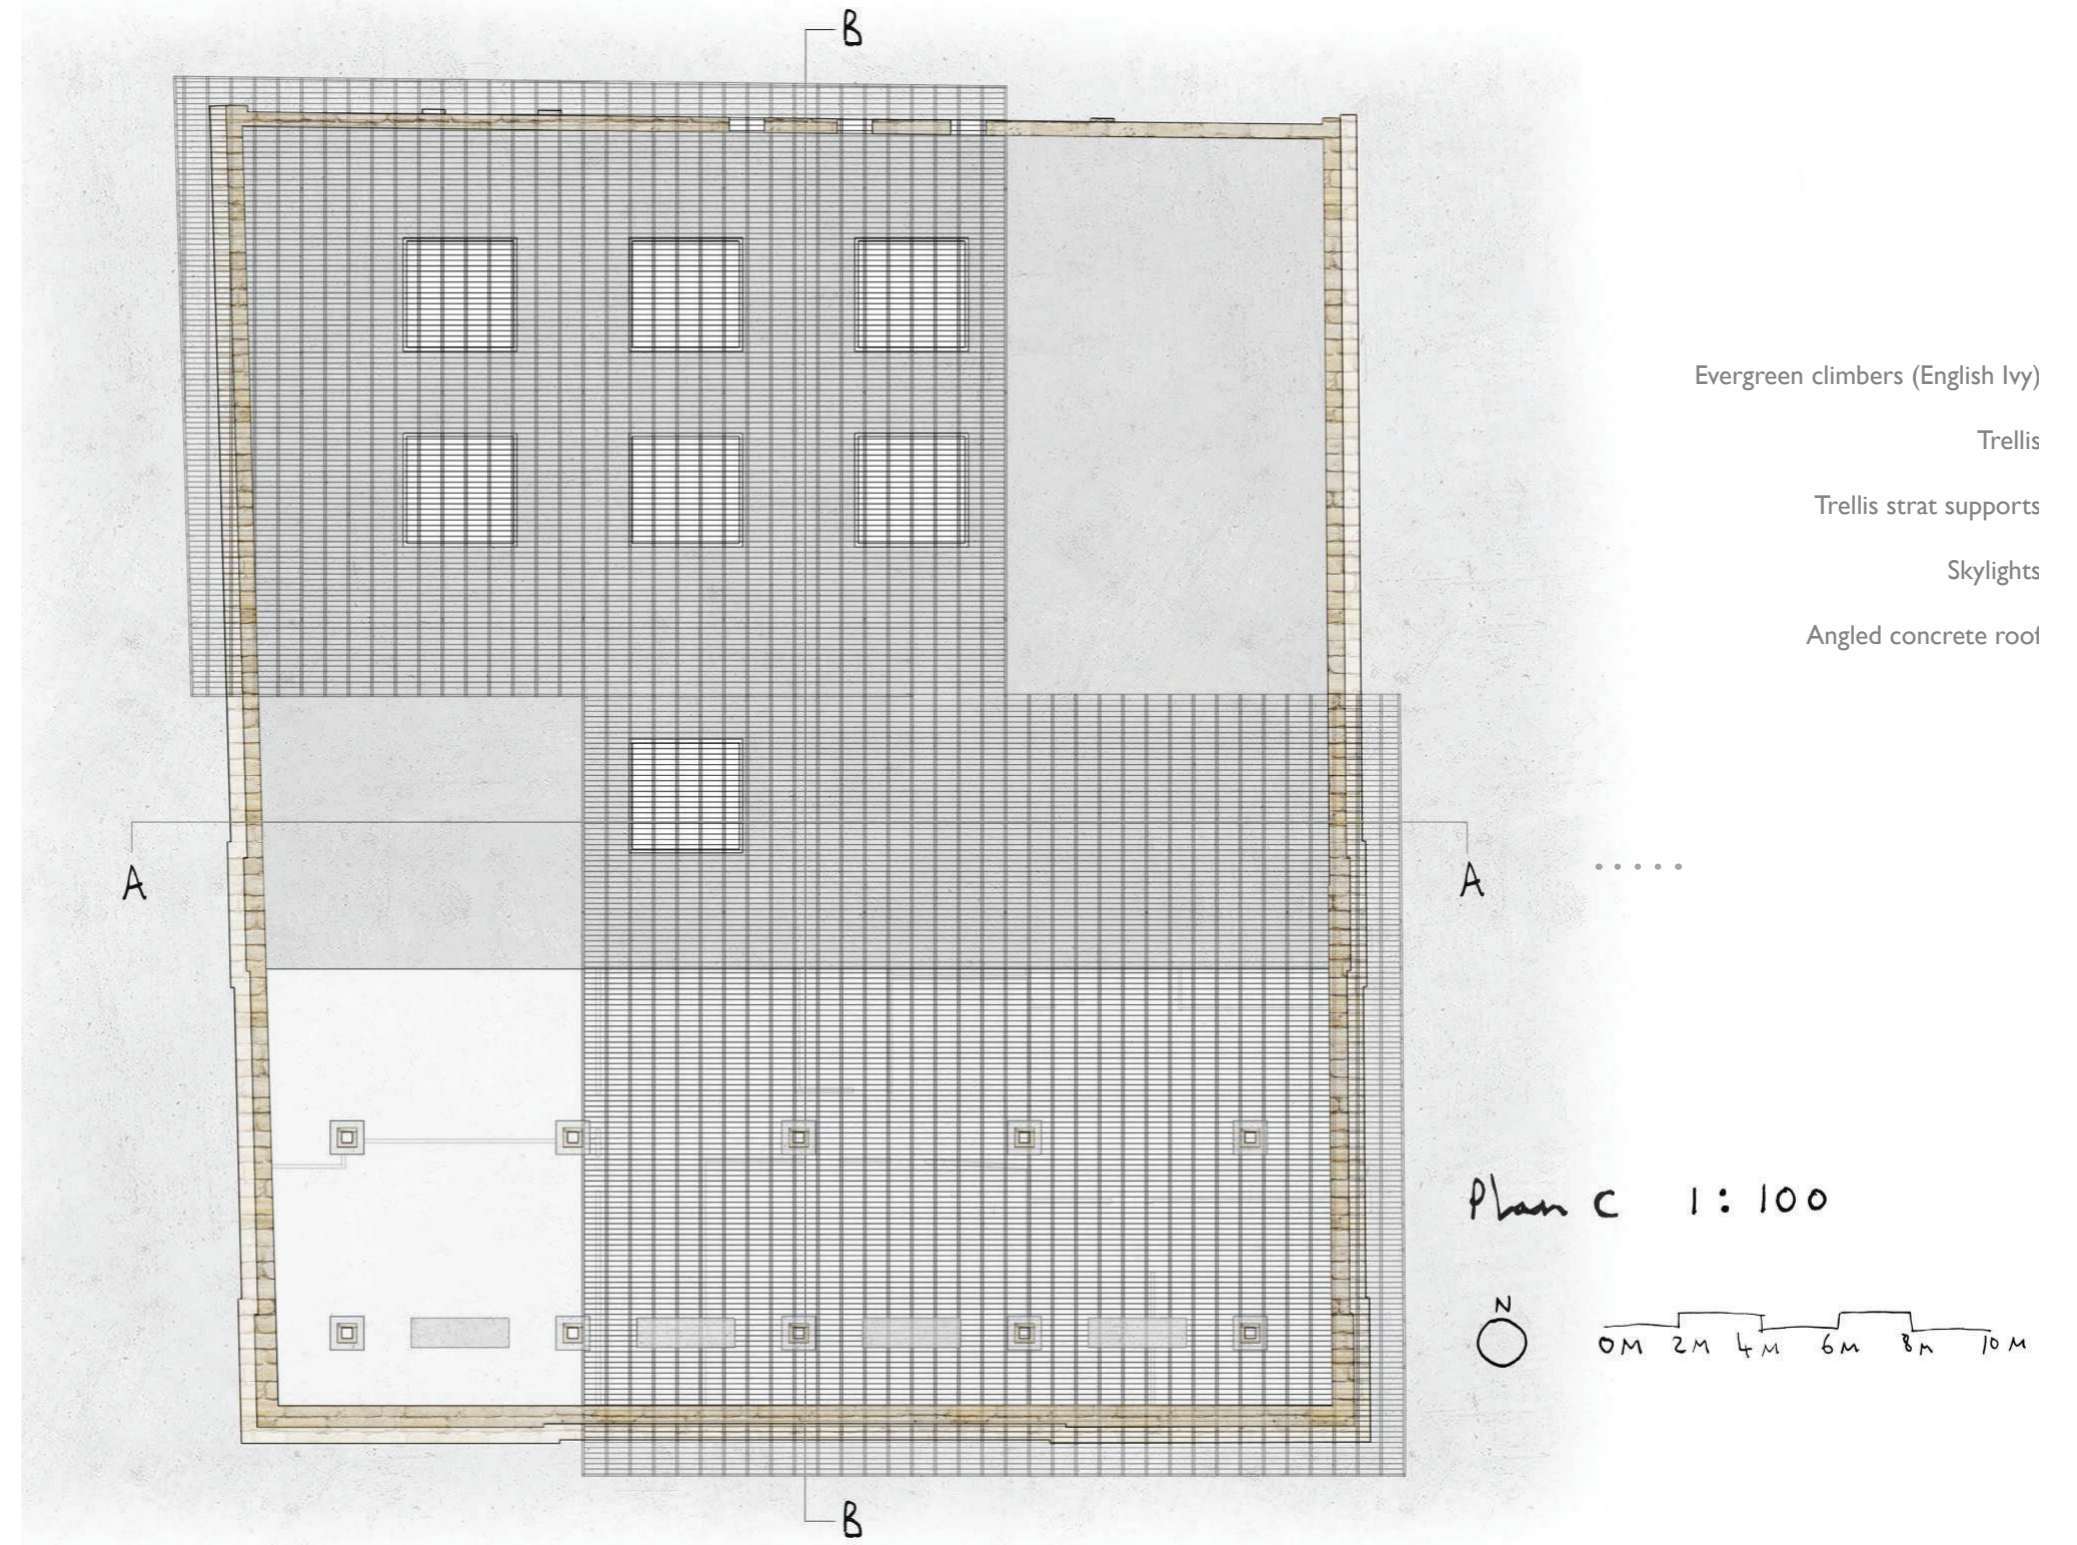 B
Evergreen climbers (English Ivy)
Trellis
Trellis strat supports
Skylights
Angled concrete roof
A
A
Plan C 1:100
N
0M 2M 4M 6M 8M 10M
B